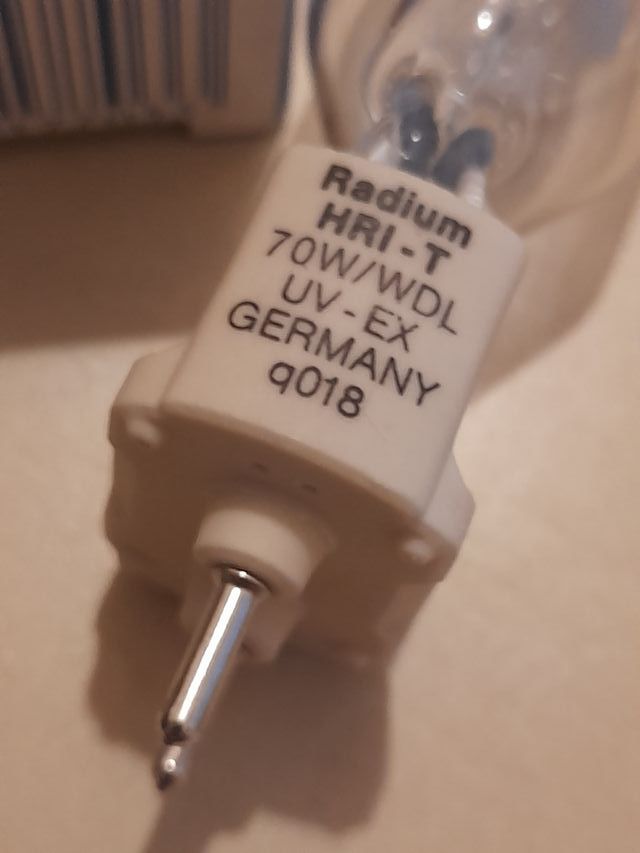 Radium
HRI-T
70W/WDL
UV-EX
GERMANY
q018